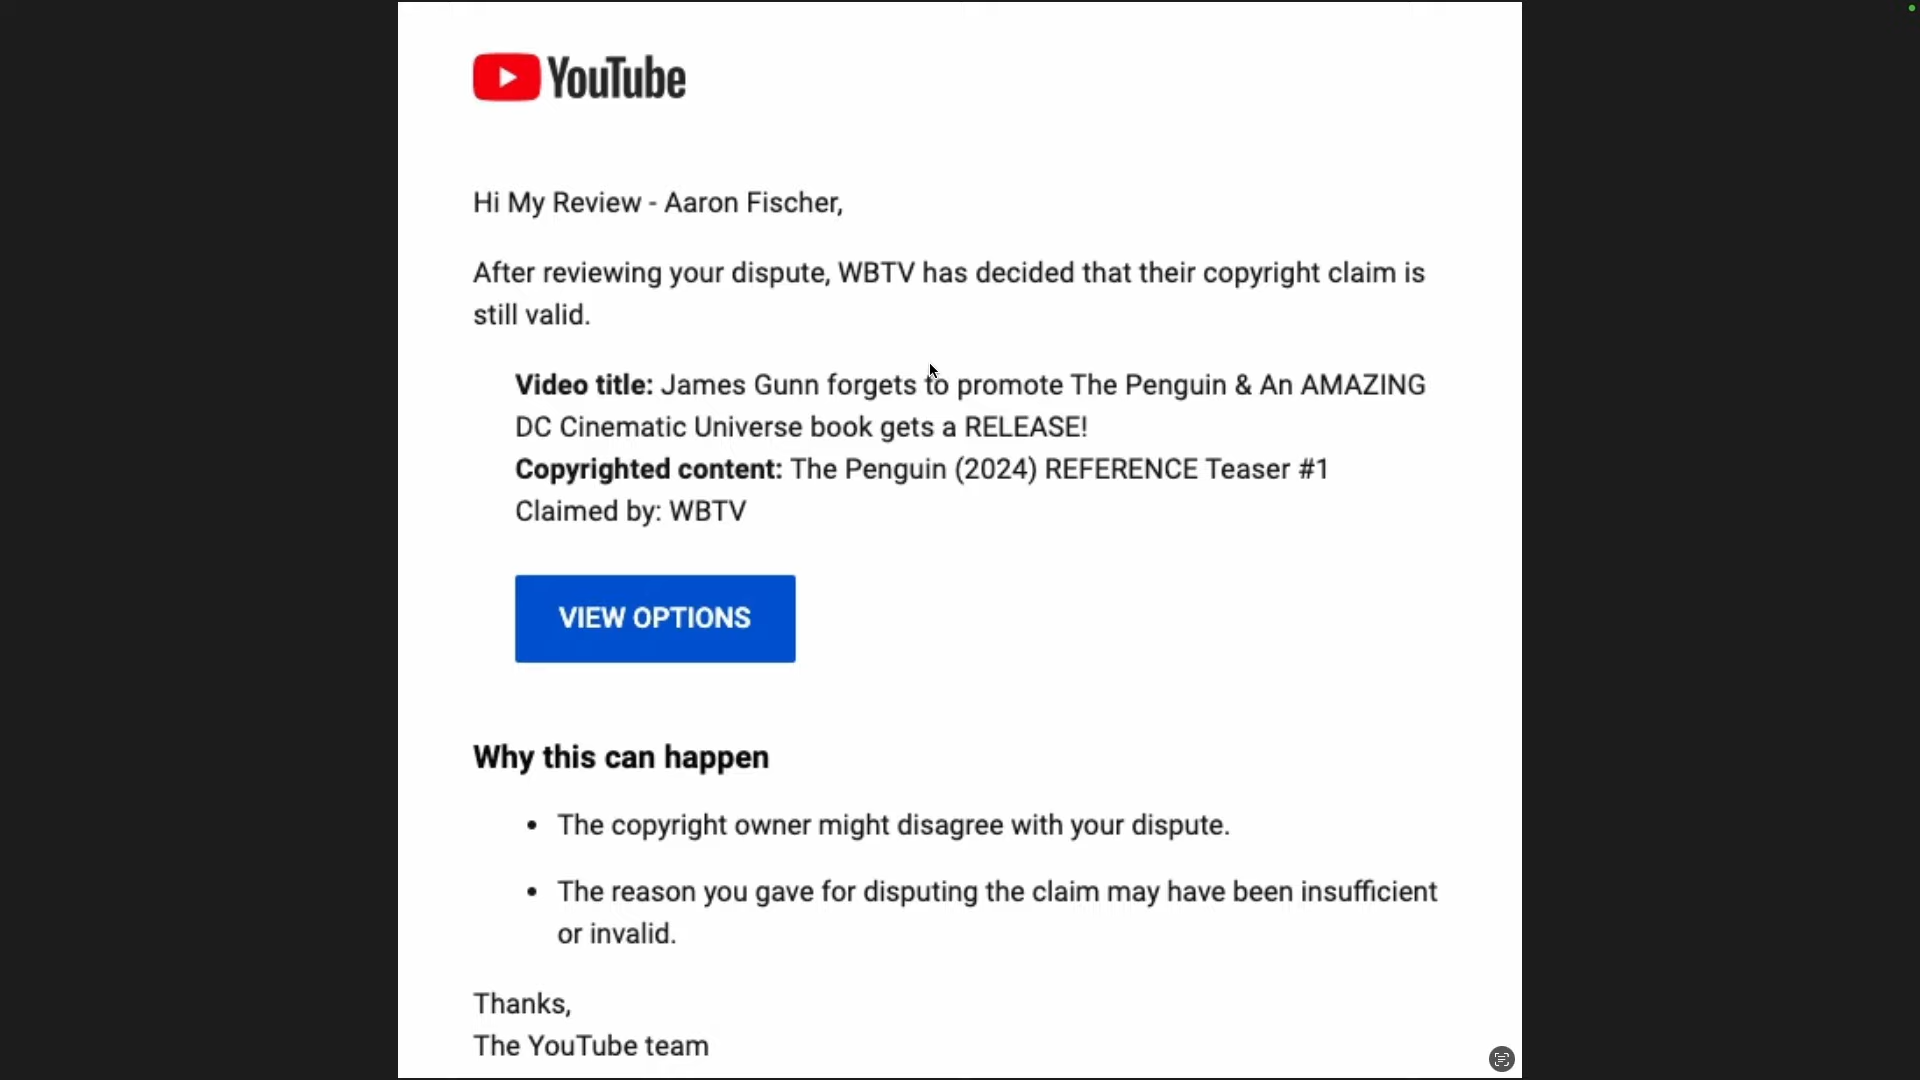 YouTube
Hi My Review - Aaron Fischer,
After reviewing your dispute, WBTV has decided that their copyright claim is
still valid.
Video title: James Gunn forgets to promote The Penguin & An AMAZING
DC Cinematic Universe book gets a RELEASE!
Copyrighted content: The Penguin (2024) REFERENCE Teaser #1
Claimed by: WBTV
VIEW OPTIONS
Why this can happen
• The copyright owner might disagree with your dispute.
• The reason you gave for disputing the claim may have been insufficient
or invalid.
Thanks,
The YouTube team